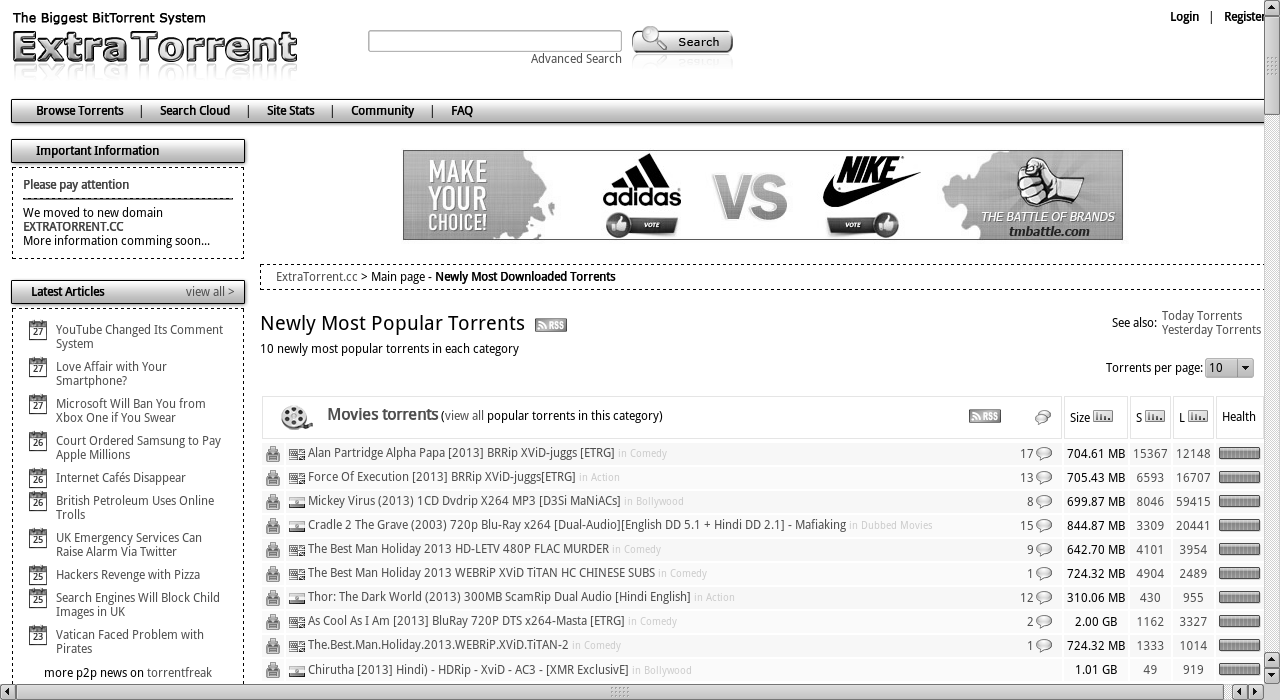 The Biggest BitTorrent System
ExtraTorrent
Search
Advanced Search
Login | Register
Browse Torrents | Search Cloud | Site Stats | Community | FAQ
Important Information
Please pay attention
We moved to new domain
EXTRATORRENT.CC
More information comming soon...
Latest Articles view all >
27 YouTube Changed Its Comment
System
27 Love Affair with Your
Smartphone?
27 Microsoft Will Ban You from
Xbox One if You Swear
26 Court Ordered Samsung to Pay
Apple Millions
26 Internet Cafés Disappear
26 British Petroleum Uses Online
Trolls
25 UK Emergency Services Can
Raise Alarm Via Twitter
25 Hackers Revenge with Pizza
25 Search Engines Will Block Child
Images in UK
23 Vatican Faced Problem with
Pirates
more p2p news on torrentfreak
MAKE
YOUR
CHOICE!
adidas
VOTE
VS
NIKE
VOTE
THE BATTLE OF BRANDS
tmbattle.com
ExtraTorrent.cc > Main page - Newly Most Downloaded Torrents
Newly Most Popular Torrents RSS
10 newly most popular torrents in each category
See also: Today Torrents
Yesterday Torrents
Torrents per page: 10
Movies torrents (view all popular torrents in this category) RSS Size S L Health
Alan Partridge Alpha Papa [2013] BRRip XViD-juggs [ETRG] in Comedy 17 704.61 MB 15367 12148
Force Of Execution [2013] BRRip XViD-juggs[ETRG] in Action 13 705.43 MB 6593 16707
Mickey Virus (2013) 1CD Dvdrip X264 MP3 [D3Si MaNiACs] in Bollywood 8 699.87 MB 8046 59415
Cradle 2 The Grave (2003) 720p Blu-Ray x264 [Dual-Audio][English DD 5.1 + Hindi DD 2.1] - Mafiaking in Dubbed Movies 15 844.87 MB 3309 20441
The Best Man Holiday 2013 HD-LETV 480P FLAC MURDER in Comedy 9 642.70 MB 4101 3954
The Best Man Holiday 2013 WEBRiP XViD TiTAN HC CHINESE SUBS in Comedy 1 724.32 MB 4904 2489
Thor: The Dark World (2013) 300MB ScamRip Dual Audio [Hindi English] in Action 12 310.06 MB 430 955
As Cool As I Am [2013] BluRay 720P DTS x264-Masta [ETRG] in Comedy 2 2.00 GB 1162 3327
The.Best.Man.Holiday.2013.WEBRiP.XViD.TiTAN-2 in Comedy 1 724.32 MB 1333 1014
Chirutha [2013] Hindi) - HDRip - XviD - AC3 - [XMR ExclusivE] in Bollywood 1.01 GB 49 919